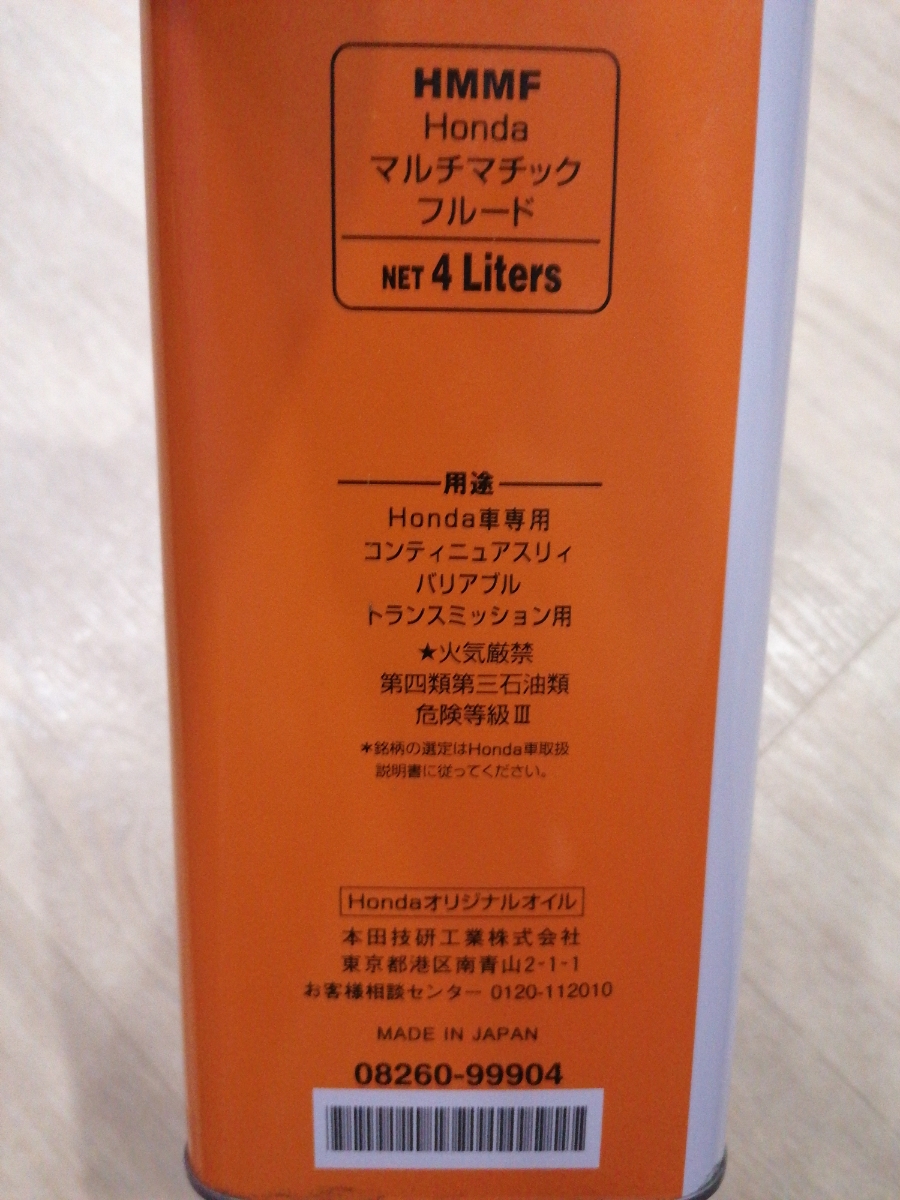 HMMF
Honda
マルチマチック
フルード
NET 4 Liters
用途
Honda車専用
コンティニュアスリィ
バリアブル
トランスミッション用
★火気厳禁
第四類第三石油類
危険等級Ⅲ
*銘柄の選定はHonda車取扱
説明書に従ってください。
Hondaオリジナルオイル
本田技研工業株式会社
東京都港区南青山2-1-1
お客様相談センター 0120-112010
MADE IN JAPAN
08260-99904